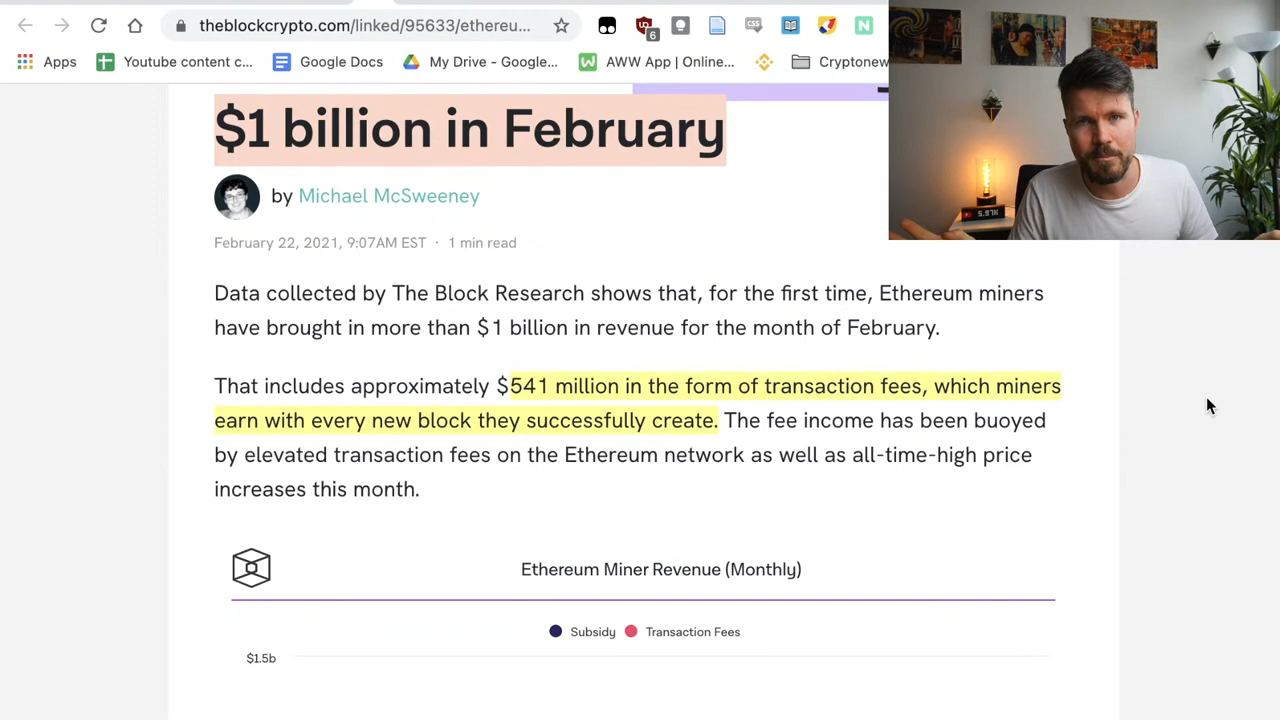 theblockcrypto.com/linked/95633/ethereu...
6
CSS
N
Apps
Youtube content c...
Google Docs
My Drive - Google...
AWW App | Online...
Cryptonew
$1 billion in February
by Michael McSweeney
February 22, 2021, 9:07AM EST · 1 min read
5.97K
Data collected by The Block Research shows that, for the first time, Ethereum miners
have brought in more than $1 billion in revenue for the month of February.
That includes approximately $541 million in the form of transaction fees, which miners
earn with every new block they successfully create. The fee income has been buoyed
by elevated transaction fees on the Ethereum network as well as all-time-high price
increases this month.
Ethereum Miner Revenue (Monthly)
Subsidy
Transaction Fees
$1.5b